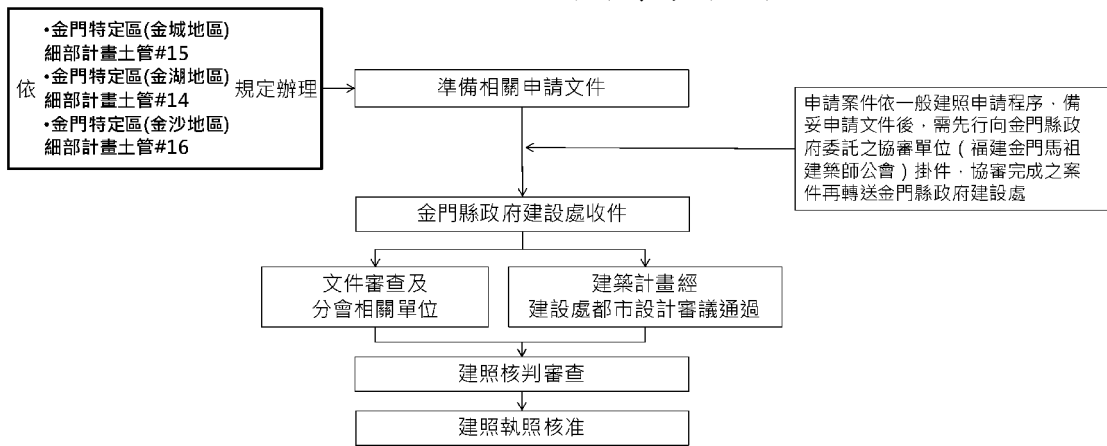 •金門特定區(金城地區)
細部計畫土管#15
•金門特定區(金湖地區)
依 細部計畫土管#14 規定辦理
•金門特定區(金沙地區)
細部計畫土管#16
準備相關申請文件
申請案件依一般建照申請程序，備
妥申請文件後，需先行向金門縣政
府委託之協審單位（福建金門馬祖
建築師公會）掛件，協審完成之案
件再轉送金門縣政府建設處
金門縣政府建設處收件
文件審查及
分會相關單位
建築計畫經
建設處都市設計審議通過
建照核判審查
建照執照核准